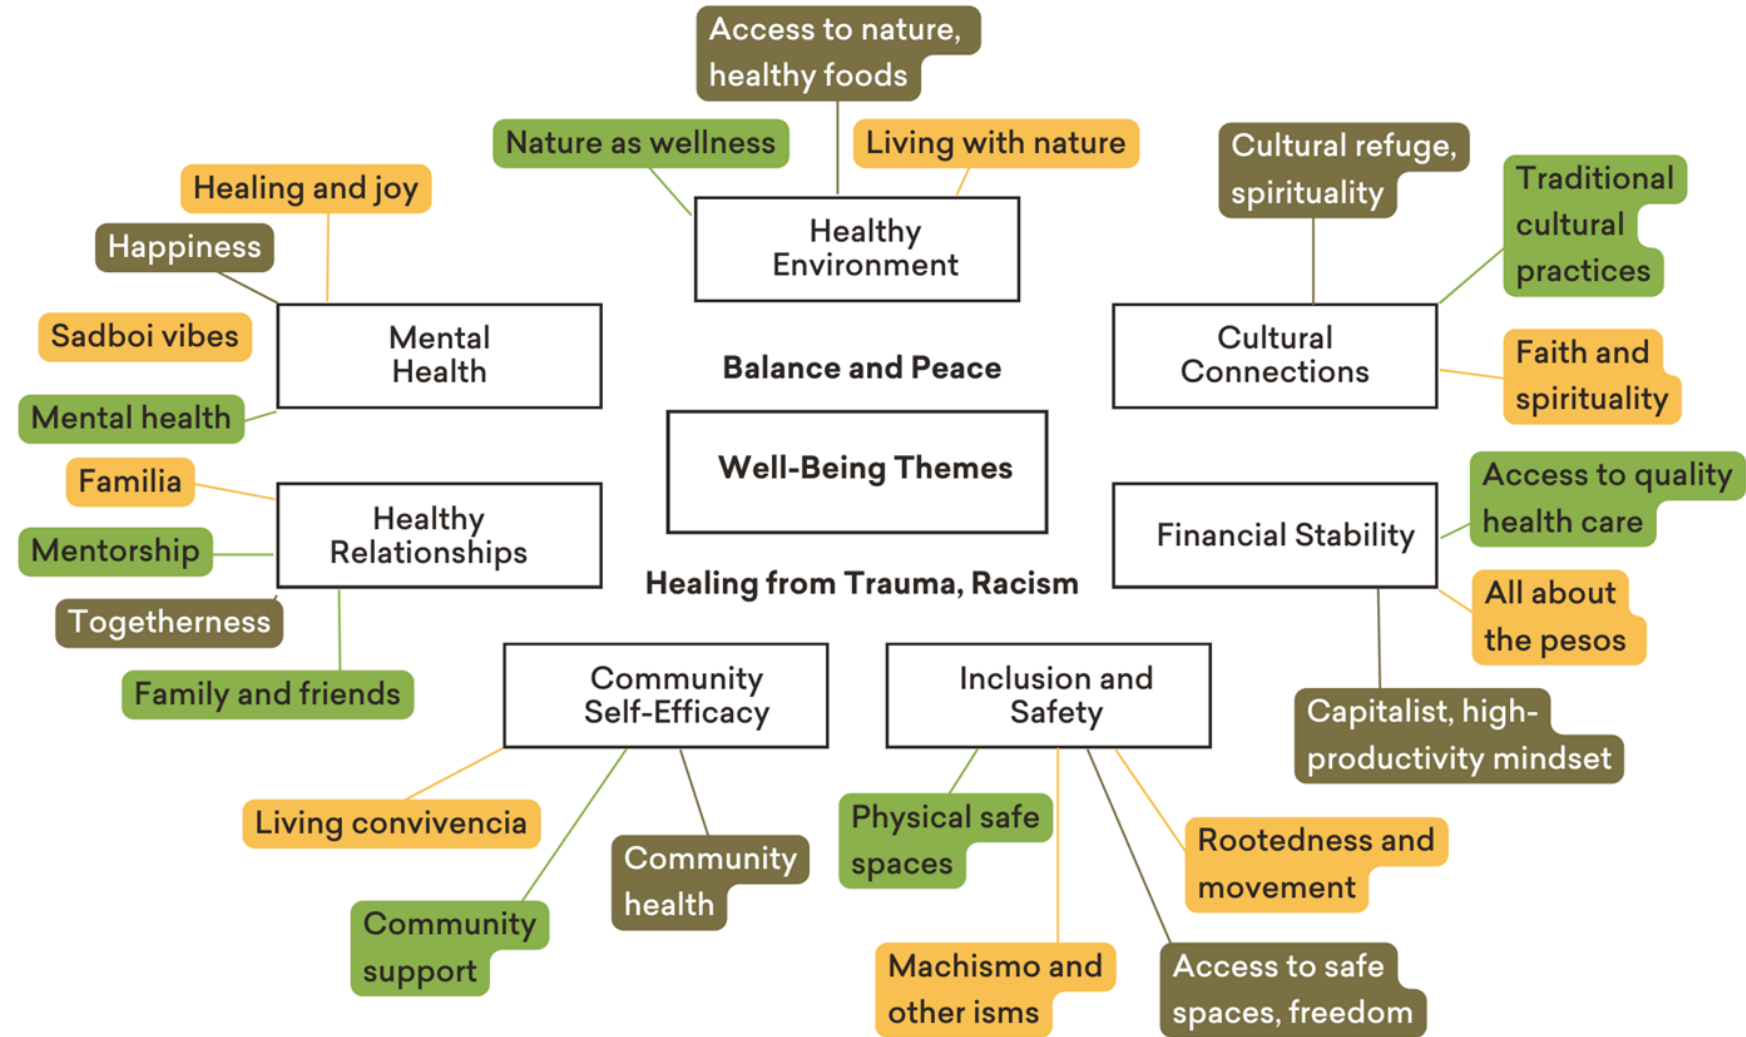 Access to nature,
healthy foods
Nature as wellness
Living with nature
Healthy
Environment
Cultural refuge,
spirituality
Traditional
cultural
practices
Healing and joy
Happiness
Sadboi vibes
Mental
Health
Mental health
Balance and Peace
Cultural
Connections
Faith and
spirituality
Well-Being Themes
Familia
Mentorship
Healthy
Relationships
Togetherness
Family and friends
Healing from Trauma, Racism
Financial Stability
Access to quality
health care
All about
the pesos
Capitalist, high-
productivity mindset
Community
Self-Efficacy
Living convivencia
Community
support
Community
health
Inclusion and
Safety
Physical safe
spaces
Machismo and
other isms
Access to safe
spaces, freedom
Rootedness and
movement